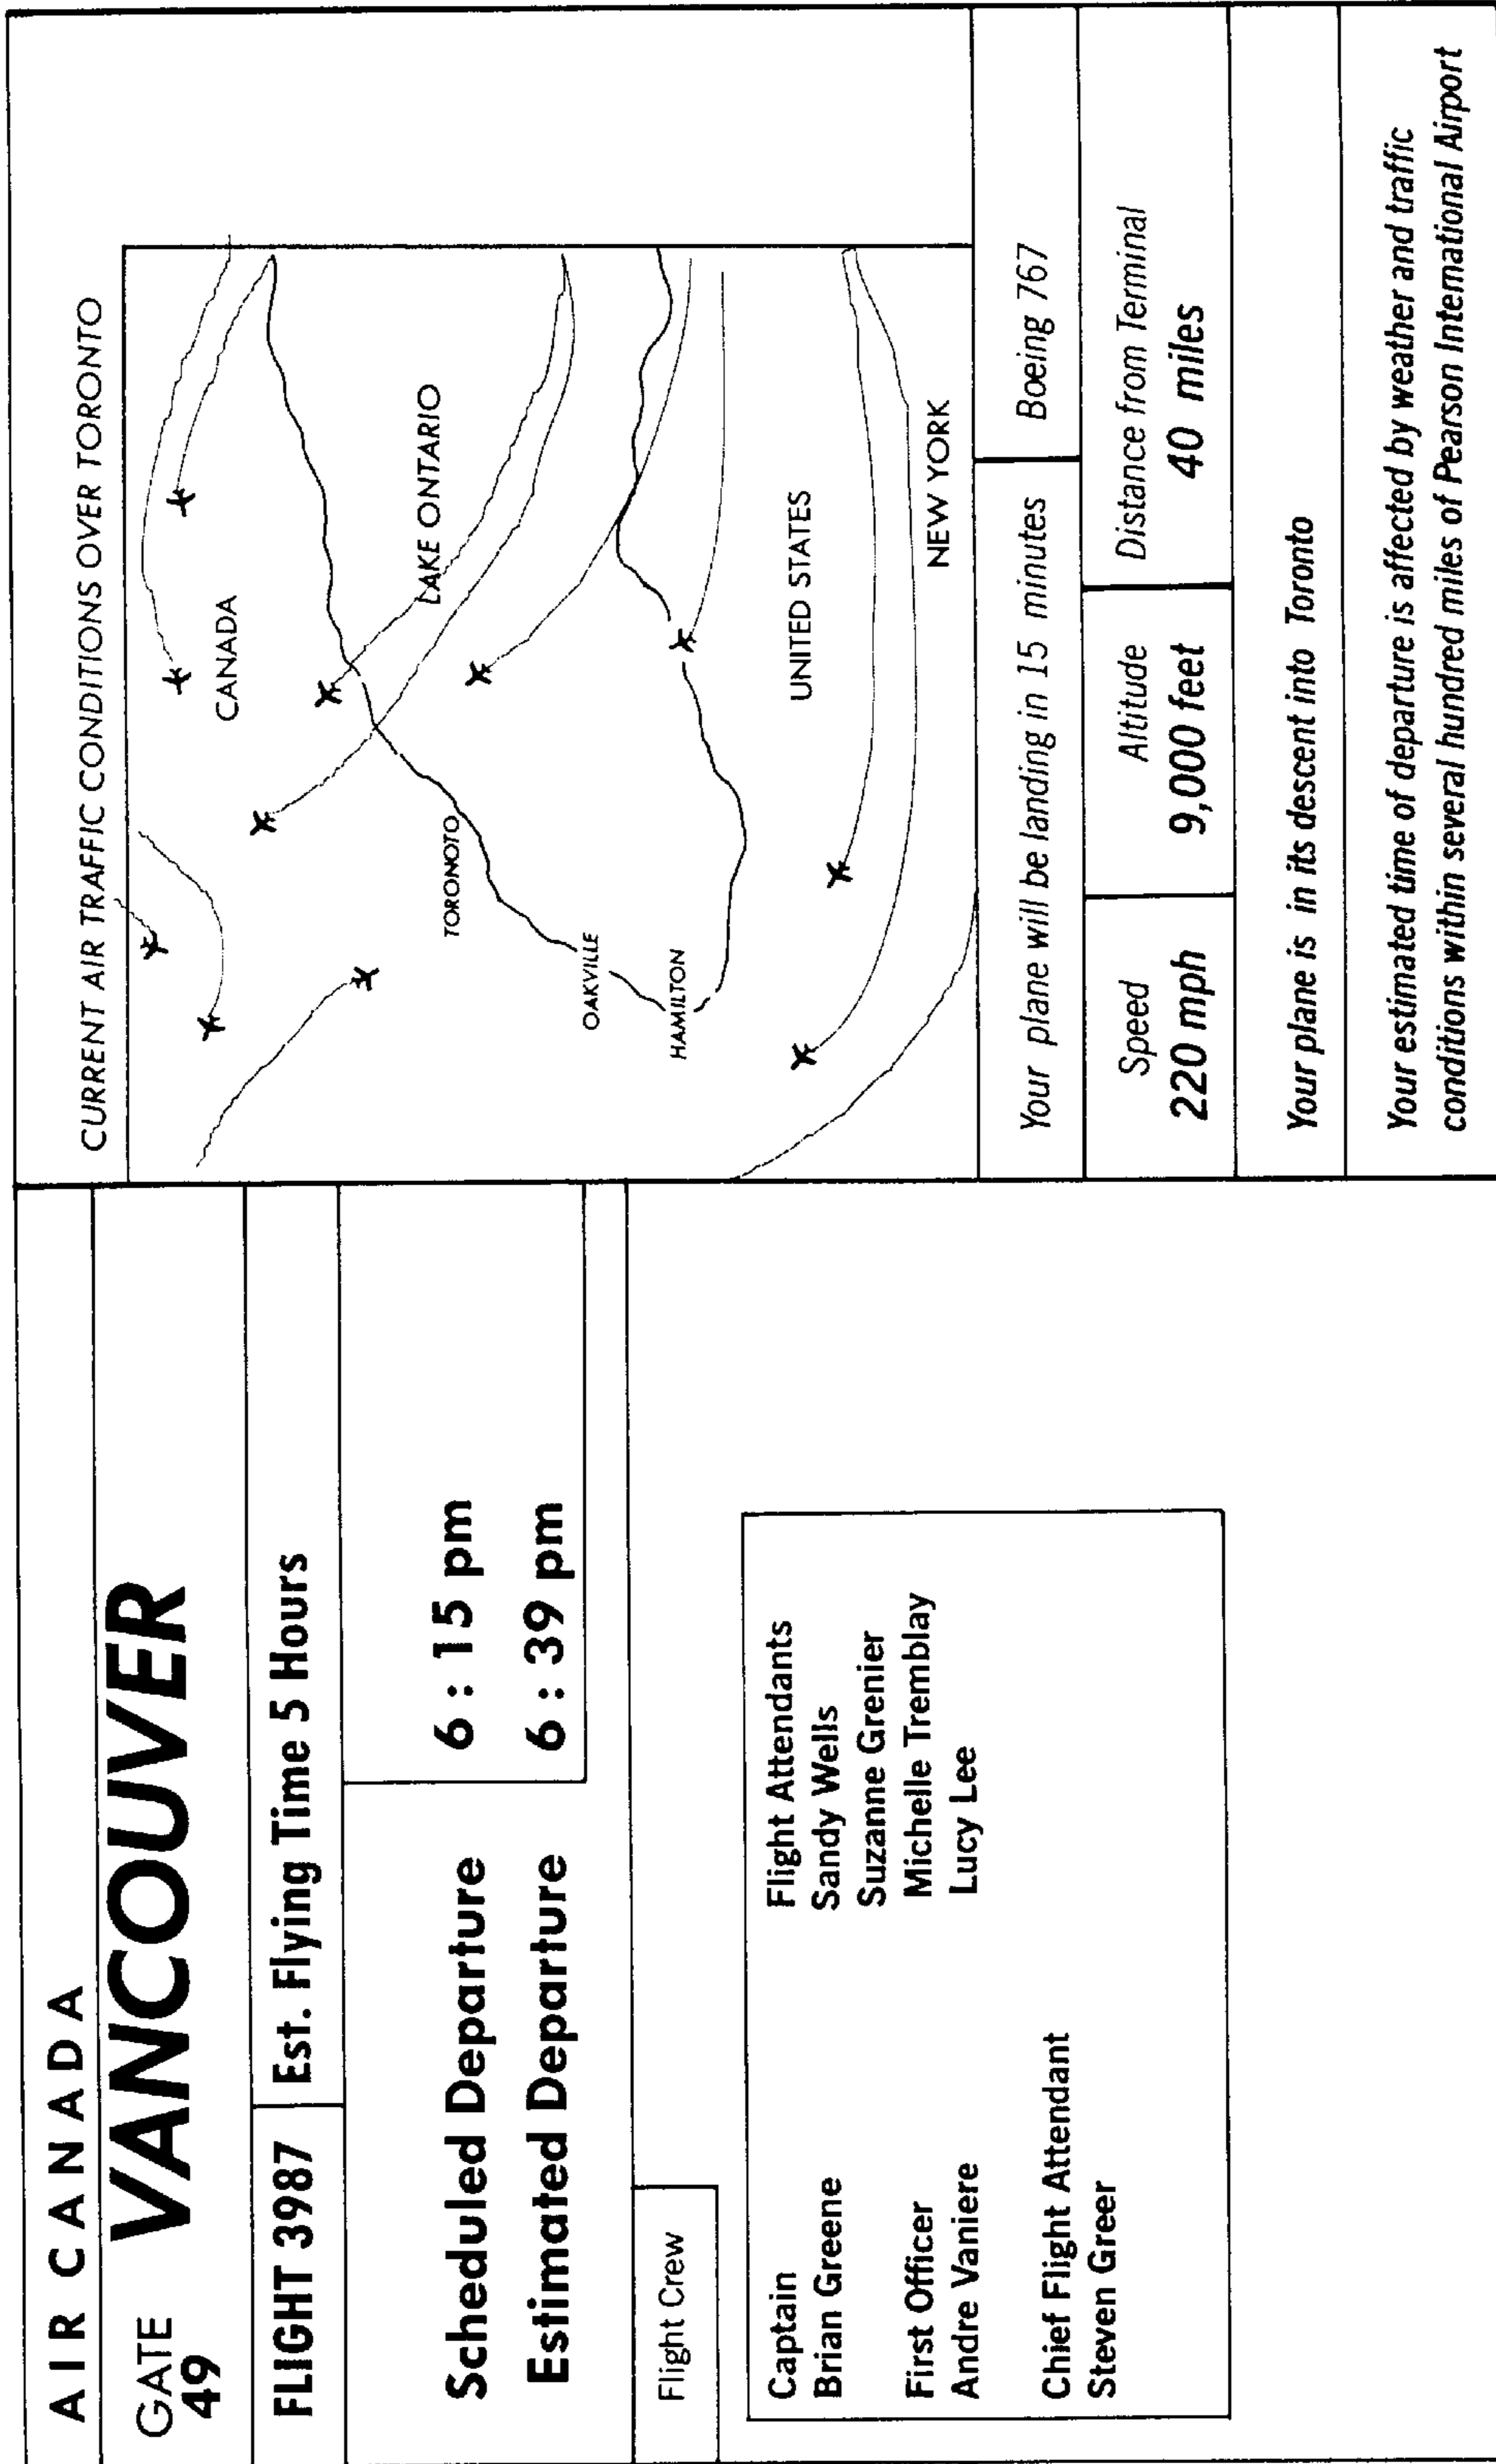 AIR CANADA
GATE
49
VANCOUVER
FLIGHT 3987
Est. Flying Time 5 Hours
Scheduled Departure 6 : 15 pm
Estimated Departure 6 : 39 pm
Flight Crew
Captain
Brian Greene
First Officer
Andre Vaniere
Chief Flight Attendant
Steven Greer
Flight Attendants
Sandy Wells
Suzanne Grenier
Michelle Tremblay
Lucy Lee
CURRENT AIR TRAFFIC CONDITIONS OVER TORONTO
CANADA
LAKE ONTARIO
TORONOTO
OAKVILLE
HAMILTON
UNITED STATES
NEW YORK
Your plane will be landing in 15 minutes
Boeing 767
Speed
220 mph
Altitude
9,000 feet
Distance from Terminal
40 miles
Your plane is in its descent into Toronto
Your estimated time of departure is affected by weather and traffic
conditions within several hundred miles of Pearson International Airport